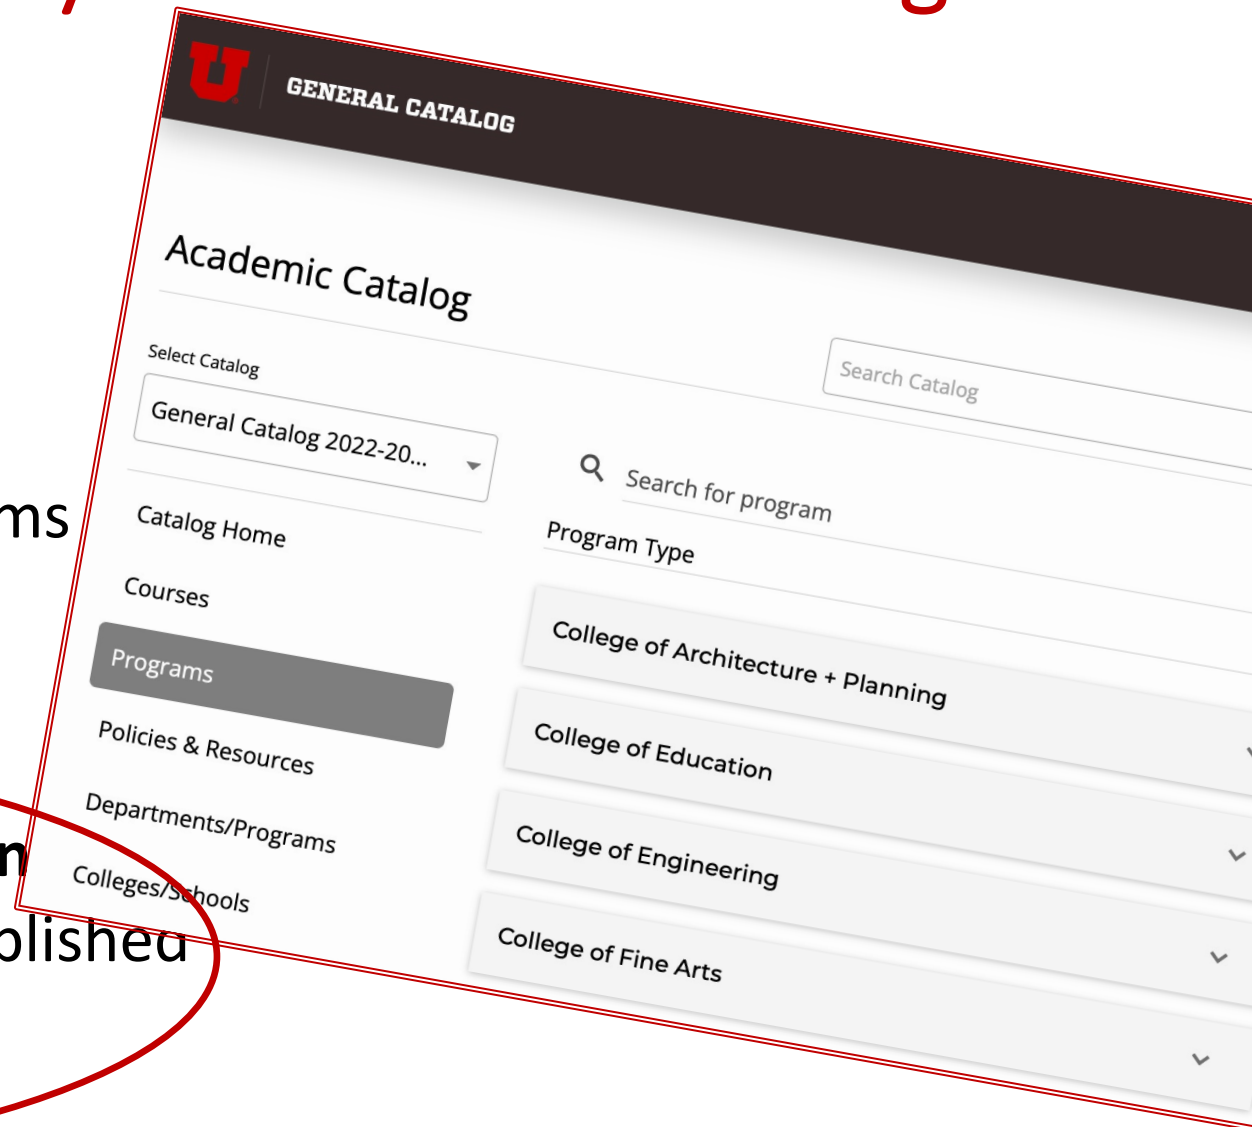 U
GENERAL CATALOG
Academic Catalog
Search Catalog
Select Catalog
General Catalog 2022-20...
Search for program
Program Type
Catalog Home
Courses
Programs
Policies & Resources
Departments/Programs
Colleges/Schools
College of Architecture + Planning
College of Education
College of Engineering
College of Fine Arts